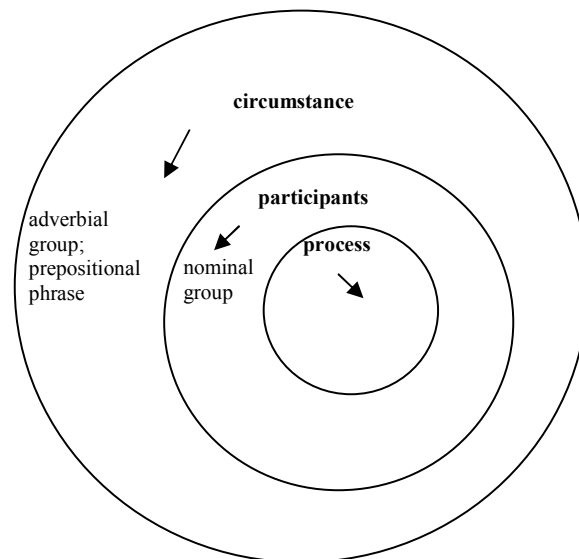 circumstance
participants
process
adverbial
group;
prepositional
phrase
nominal
group